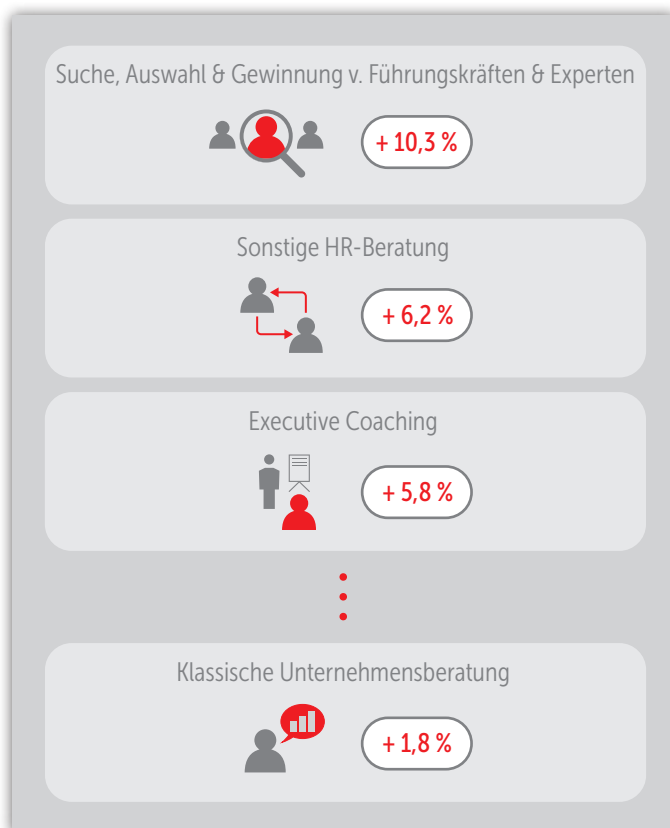 Suche, Auswahl & Gewinnung v. Führungskräften & Experten
+ 10,3 %
Sonstige HR-Beratung
+ 6,2 %
Executive Coaching
+ 5,8 %
Klassische Unternehmensberatung
+ 1,8 %